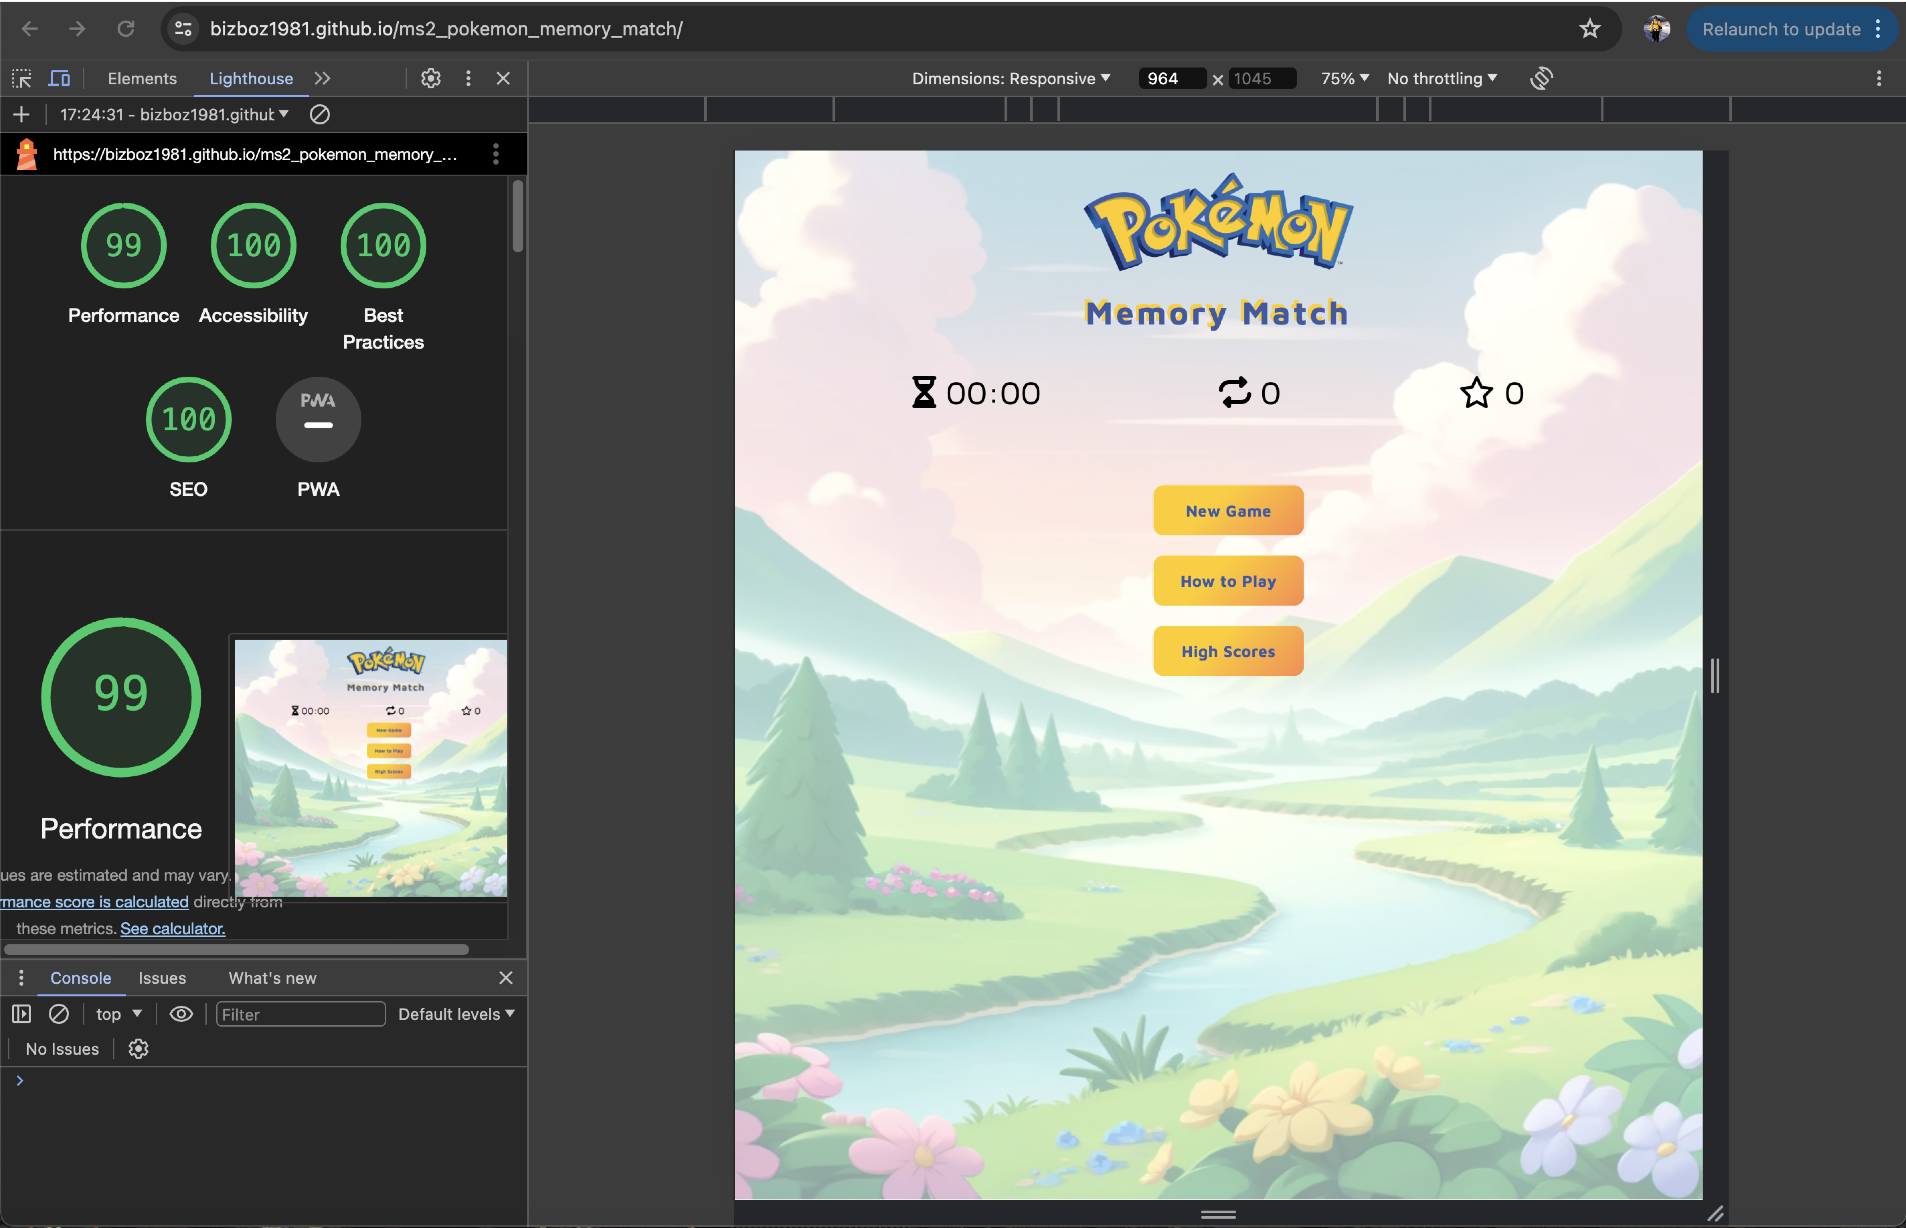 bizboz1981.github.io/ms2_pokemon_memory_match/
Relaunch to update
Elements Lighthouse
Dimensions: Responsive 964 x 1045 75% No throttling
17:24:31 - bizboz1981.githut
https://bizboz1981.github.io/ms2_pokemon_memory_...
99 100 100
Performance Accessibility Best
Practices
100 PWA
SEO PWA
99
Performance
ues are estimated and may vary.
rmance score is calculated directly from
these metrics. See calculator.
POKéMON
Memory Match
00:00 0 0
New Game
How to Play
High Scores
Console Issues What's new
top Filter Default levels
No Issues
POKéMON
™
Memory Match
00:00 0 0
New Game
How to Play
High Scores